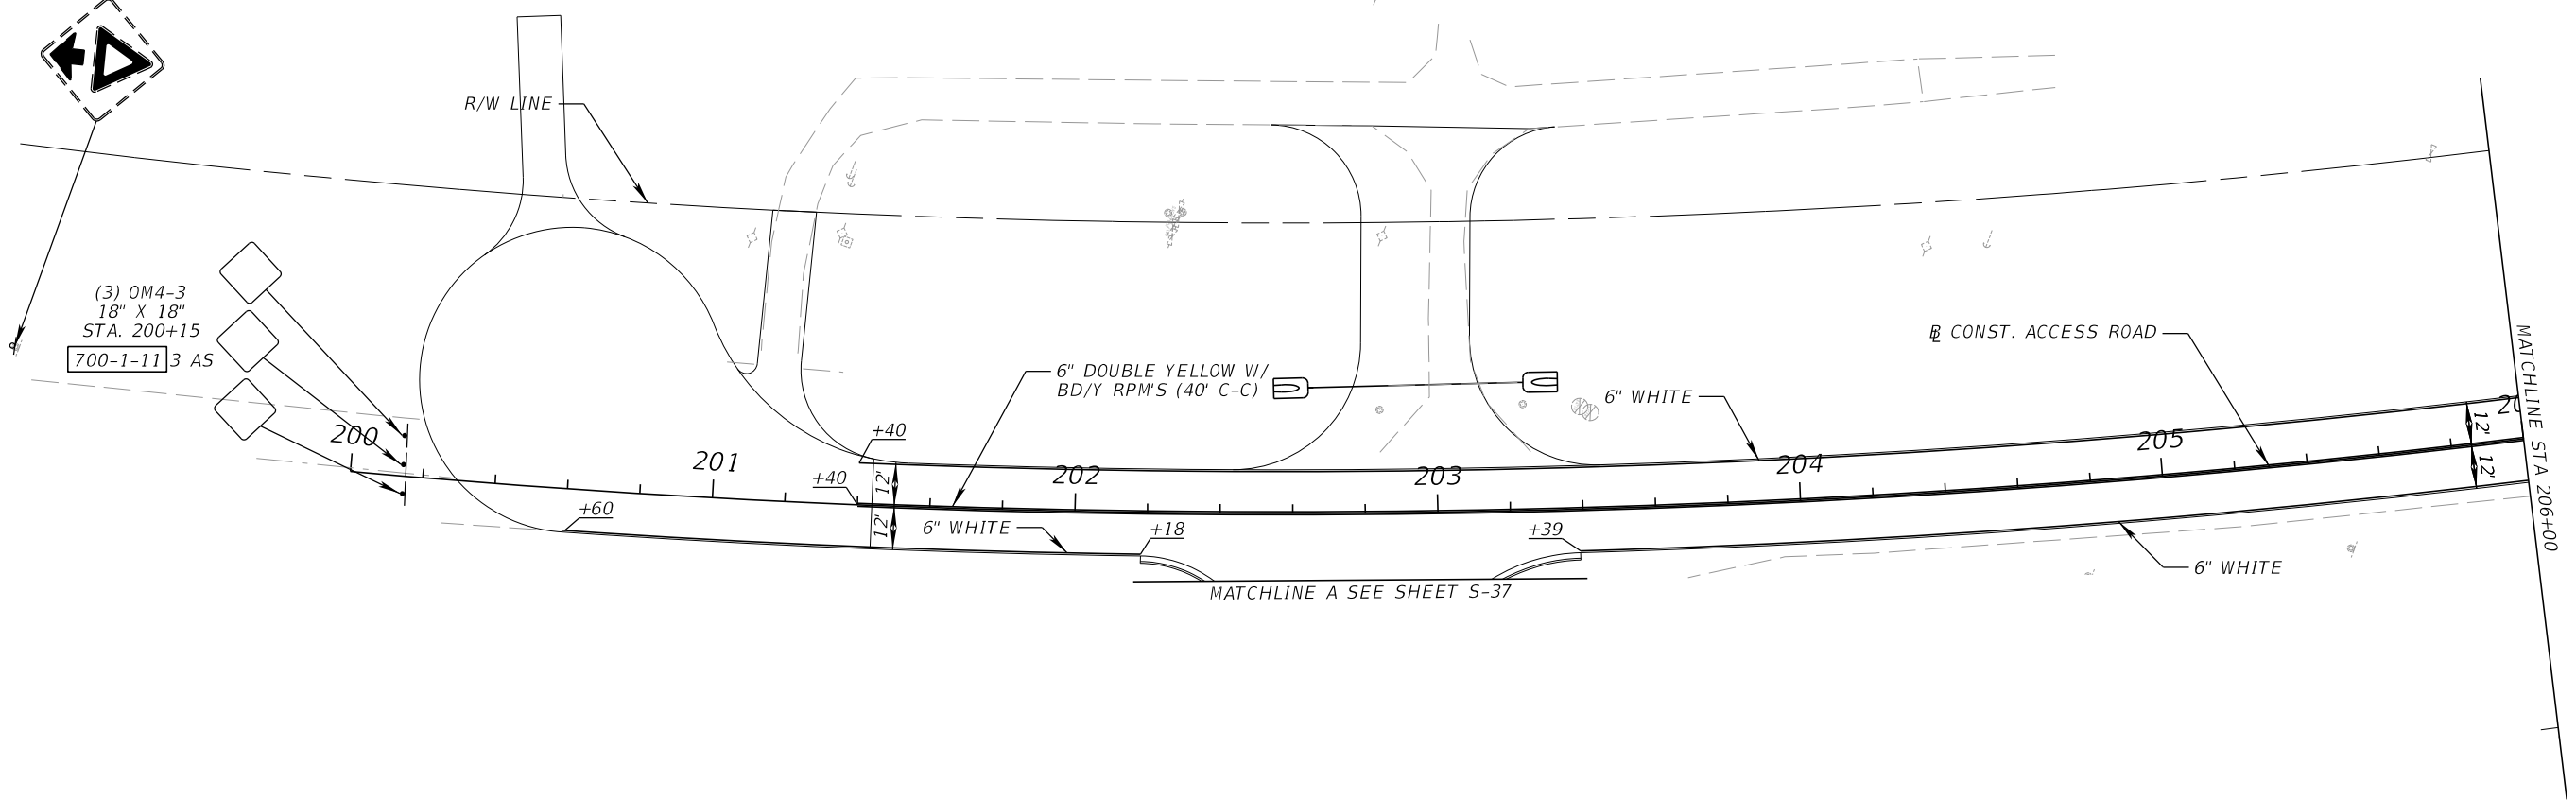 R/W LINE
(3) OM4-3
18" X 18"
STA. 200+15
700-1-11 3 AS
200
201
202
203
204
205
20
+40
+40
+60
+18
+39
12'
12'
12'
12'
6" DOUBLE YELLOW W/
BD/Y RPM'S (40' C-C)
6" WHITE
6" WHITE
6" WHITE
℄ CONST. ACCESS ROAD
MATCHLINE A SEE SHEET S-37
MATCHLINE STA 206+00